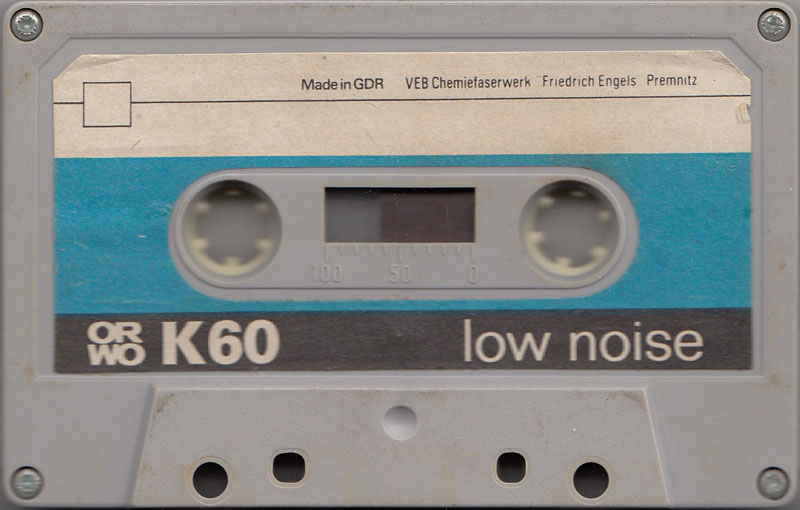 Made in GDR VEB Chemiefaserwerk Friedrich Engels Premnitz
100 50 0
ORWO K60 low noise